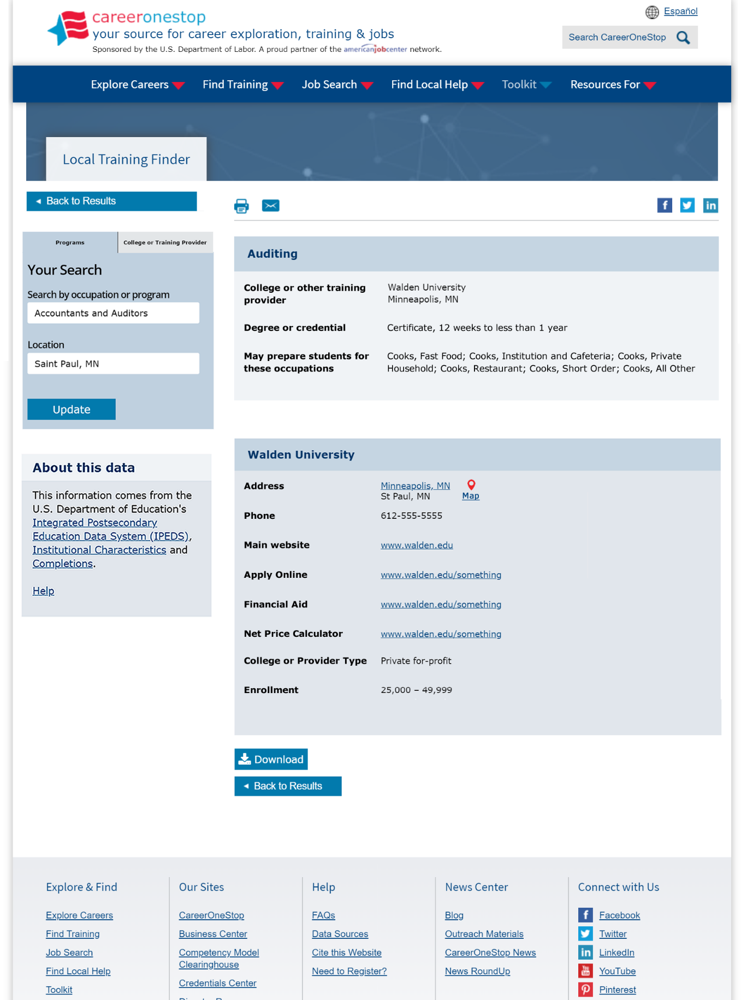 careeronestop
your source for career exploration, training & jobs
Sponsored by the U.S. Department of Labor. A proud partner of the americanjobcenter network.
Español
Search CareerOneStop
Explore Careers
Find Training
Job Search
Find Local Help
Toolkit
Resources For
Local Training Finder
◄ Back to Results
f
in
Programs
College or Training Provider
Your Search
Search by occupation or program
Accountants and Auditors
Location
Saint Paul, MN
Update
About this data
This information comes from the
U.S. Department of Education's
Integrated Postsecondary
Education Data System (IPEDS),
Institutional Characteristics and
Completions.
Help
Auditing
College or other training
provider
Walden University
Minneapolis, MN
Degree or credential
Certificate, 12 weeks to less than 1 year
May prepare students for
these occupations
Cooks, Fast Food; Cooks, Institution and Cafeteria; Cooks, Private
Household; Cooks, Restaurant; Cooks, Short Order; Cooks, All Other
Walden University
Address
Minneapolis, MN
St Paul, MN
Map
Phone
612-555-5555
Main website
www.walden.edu
Apply Online
www.walden.edu/something
Financial Aid
www.walden.edu/something
Net Price Calculator
www.walden.edu/something
College or Provider Type
Private for-profit
Enrollment
25,000 – 49,999
Download
◄ Back to Results
Explore & Find
Explore Careers
Find Training
Job Search
Find Local Help
Toolkit
Our Sites
CareerOneStop
Business Center
Competency Model
Clearinghouse
Credentials Center
Help
FAQs
Data Sources
Cite this Website
Need to Register?
News Center
Blog
Outreach Materials
CareerOneStop News
News RoundUp
Connect with Us
f Facebook
Twitter
in LinkedIn
You Tube YouTube
Pinterest